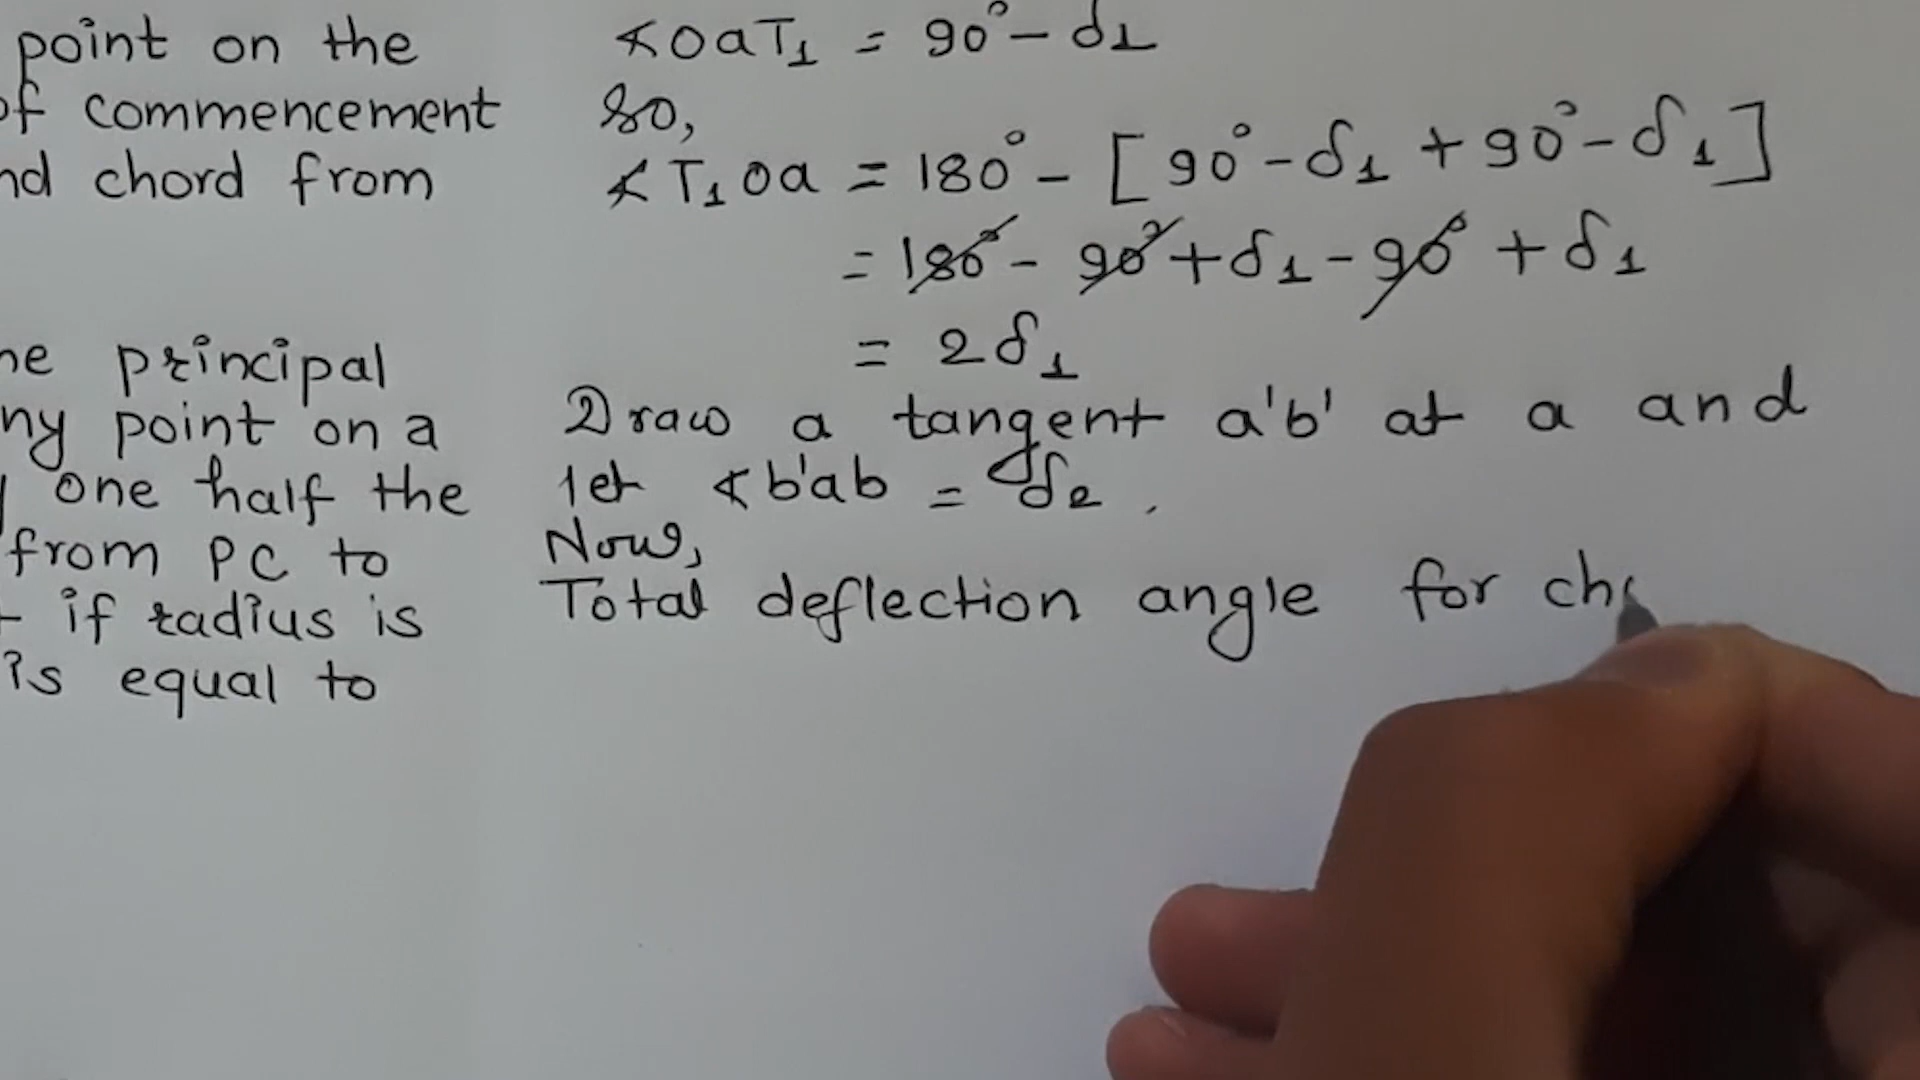 point on the
of commencement
nd chord from
he principal
ny point on a
one half the
from PC to
if radius is
is equal to
∢OaT₁ = 90° - δ₁
So,
∢T₁Oa = 180° - [90° - δ₁ + 90° - δ₁]
= 180° - 90° + δ₁ - 90° + δ₁
= 2δ₁
Draw a tangent a'b' at a and
let ∢b'ab = δ₂.
Now,
Total deflection angle for cho